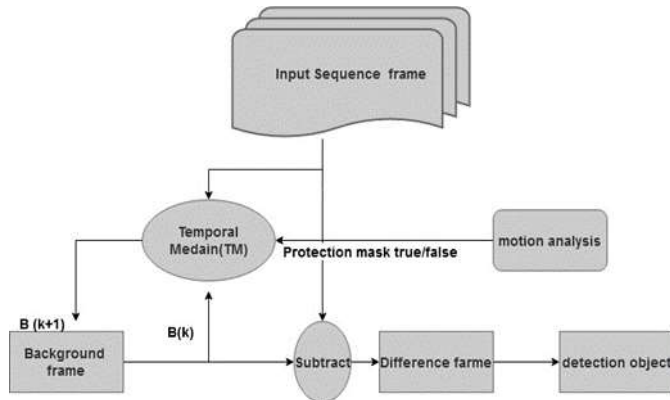 Input Sequence frame
Temporal
Medain(TM)
motion analysis
Protection mask true/false
B (k+1)
B(k)
Background
frame
Subtract
Difference farme
detection object